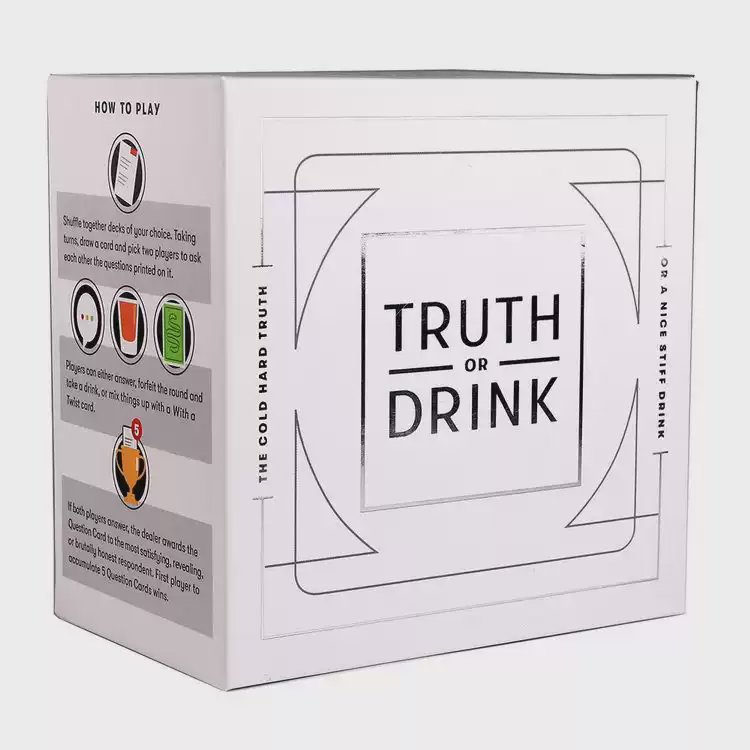 HOW TO PLAY
Shuffle together decks of your choice. Taking
turns, draw a card and pick two players to ask
each other the questions printed on it.
Players can either answer, forfeit the round and
take a drink, or mix things up with a With a
Twist card.
5
If both players answer, the dealer awards the
Question Card to the most satisfying, revealing,
or brutally honest respondent. First player to
accumulate 5 Question Cards wins.
THE COLD HARD TRUTH
TRUTH
OR
DRINK
OR A NICE STIFF DRINK